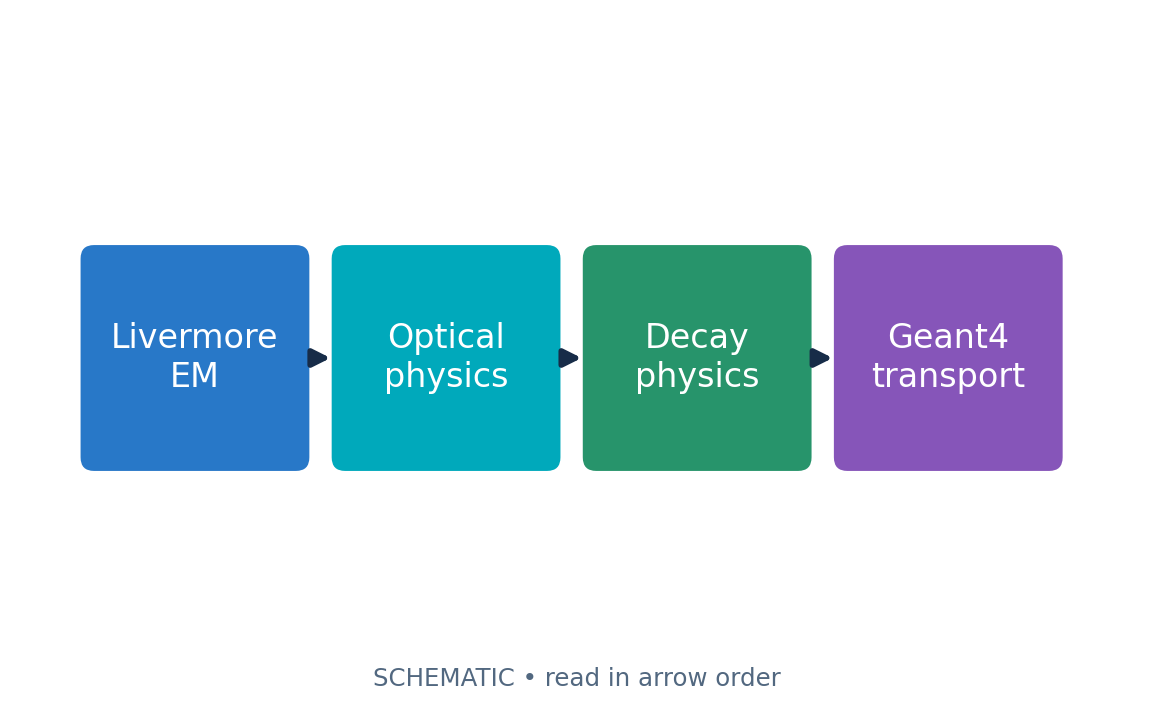 Livermore
EM
Optical
physics
Decay
physics
Geant4
transport
SCHEMATIC • read in arrow order